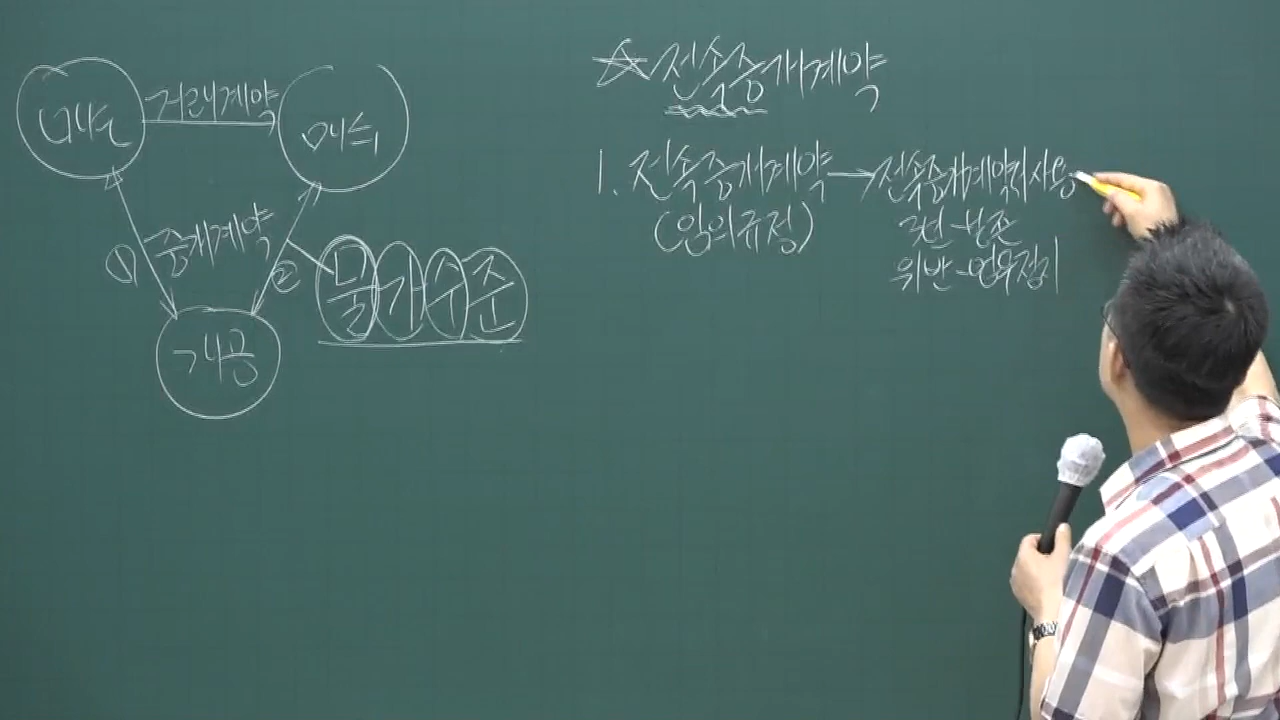 매도
거래계약
매수
중개계약
①
②
물가수준
개공
☆ 전속중개계약
1. 전속중개계약 → 전속중개계약서 사용
(임의규정)
3년-보존
위반-업무정지